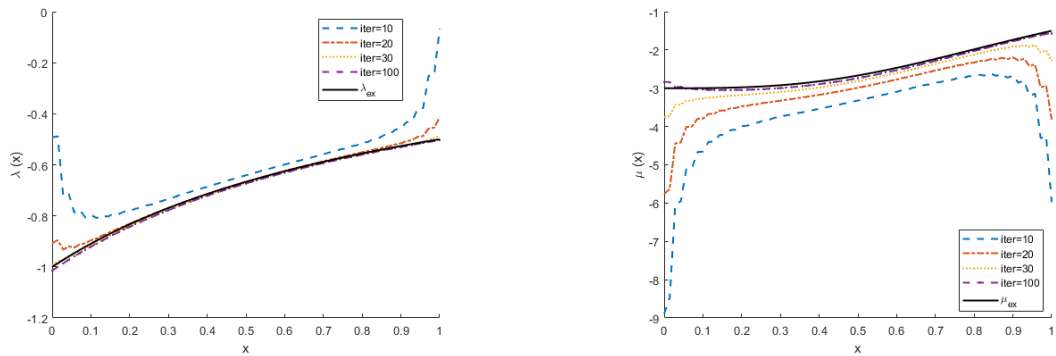 0
-0.2
-0.4
-0.6
-0.8
-1
-1.2
λ (x)
0 0.1 0.2 0.3 0.4 0.5 0.6 0.7 0.8 0.9 1
x
iter=10
iter=20
iter=30
iter=100
λex
-1
-2
-3
-4
-5
-6
-7
-8
-9
μ (x)
0 0.1 0.2 0.3 0.4 0.5 0.6 0.7 0.8 0.9 1
x
iter=10
iter=20
iter=30
iter=100
μex